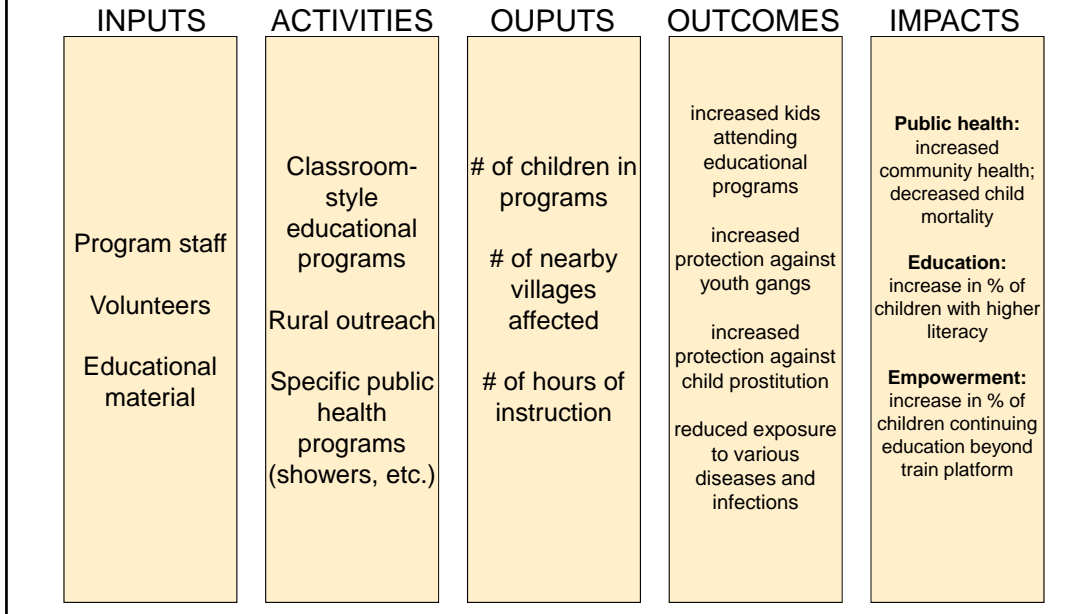 INPUTS
ACTIVITIES
OUPUTS
OUTCOMES
IMPACTS
Program staff
Volunteers
Educational
material
Classroom-
style
educational
programs
Rural outreach
Specific public
health
programs
(showers, etc.)
# of children in
programs
# of nearby
villages
affected
# of hours of
instruction
increased kids
attending
educational
programs
increased
protection against
youth gangs
increased
protection against
child prostitution
reduced exposure
to various
diseases and
infections
Public health:
increased
community health;
decreased child
mortality
Education:
increase in % of
children with higher
literacy
Empowerment:
increase in % of
children continuing
education beyond
train platform